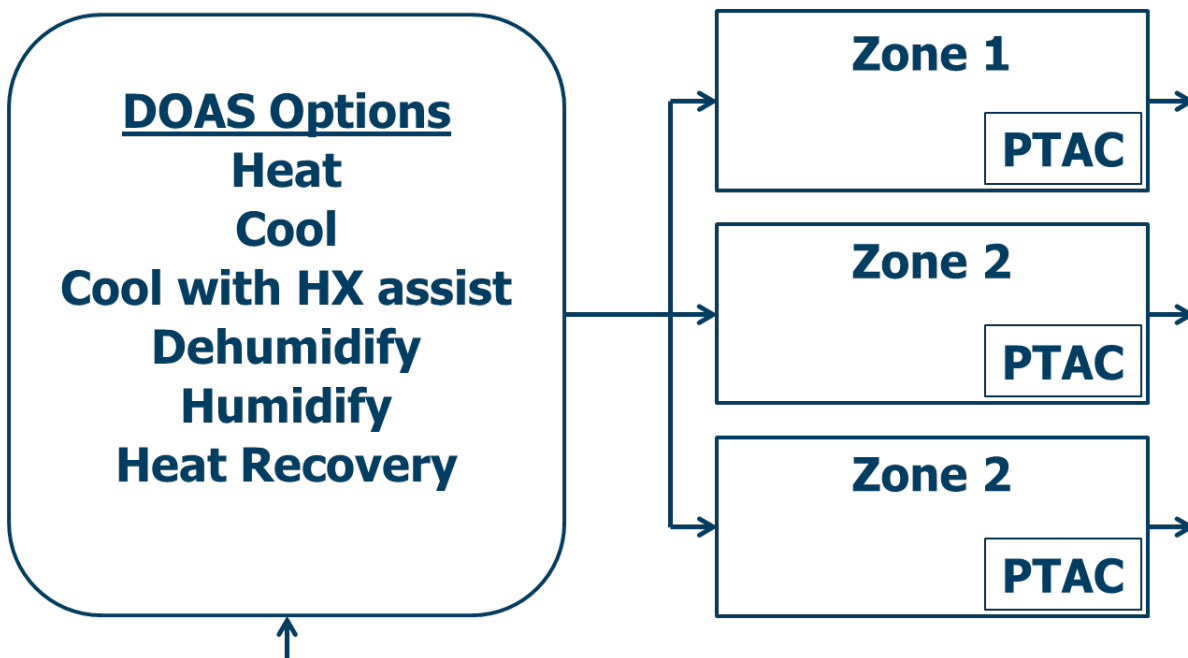 DOAS Options
Heat
Cool
Cool with HX assist
Dehumidify
Humidify
Heat Recovery
Zone 1
PTAC
Zone 2
PTAC
Zone 2
PTAC